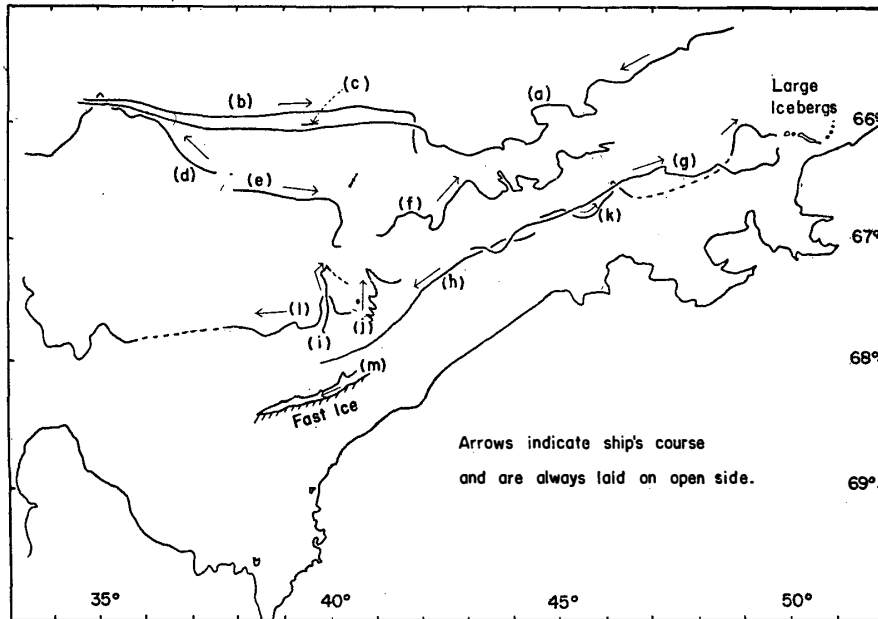 (c)
(b)
(a)
Large
Icebergs
66°
(d)
(e)
(f)
(g)
(k)
67°
(h)
(l)
(i)
(j)
(m)
68°
Fast Ice
Arrows indicate ship's course
and are always laid on open side.
69°
35°
40°
45°
50°